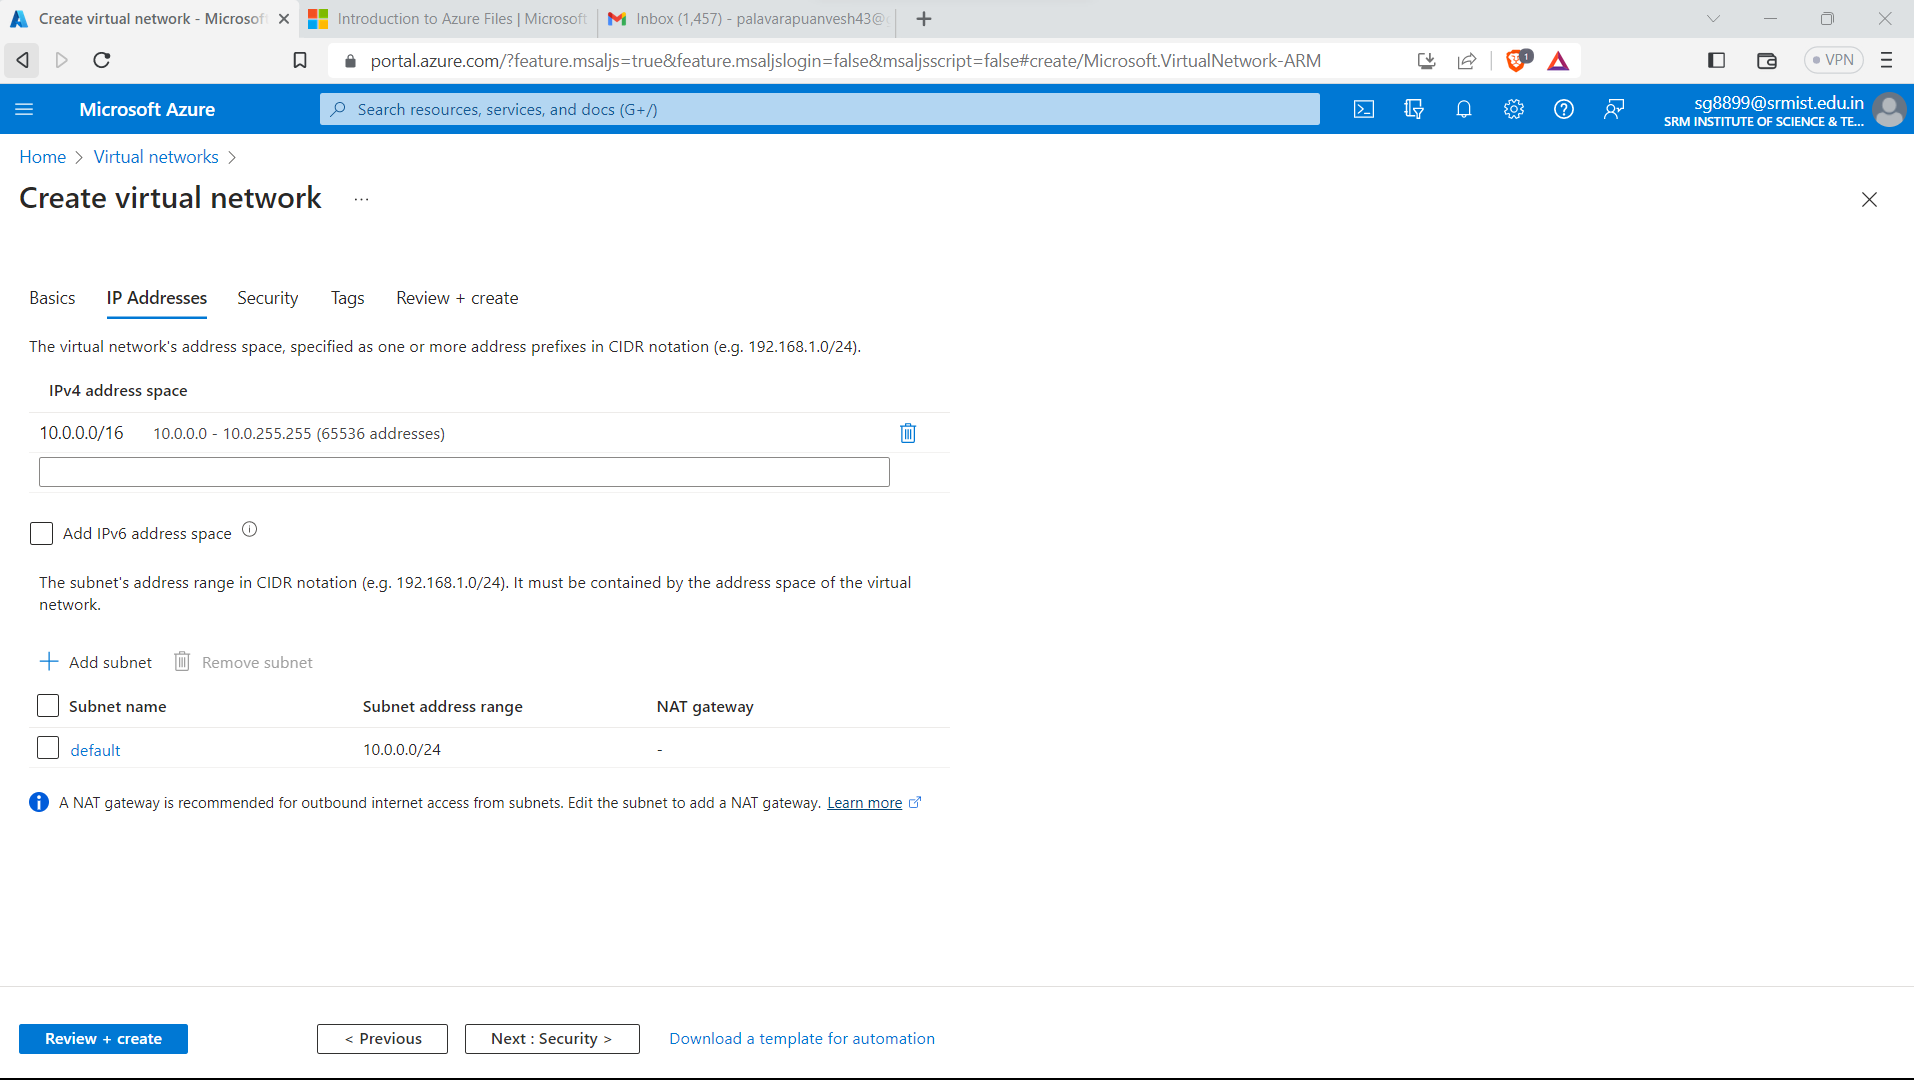 Create virtual network - Microsoft
Introduction to Azure Files | Microsoft
Inbox (1,457) - palavarapuanvesh43@
portal.azure.com/?feature.msaljs=true&feature.msaljslogin=false&msaljsscript=false#create/Microsoft.VirtualNetwork-ARM
1
VPN
Microsoft Azure
Search resources, services, and docs (G+/)
sg8899@srmist.edu.in
SRM INSTITUTE OF SCIENCE & TE...
Home > Virtual networks >
Create virtual network ...
Basics
IP Addresses
Security
Tags
Review + create
The virtual network's address space, specified as one or more address prefixes in CIDR notation (e.g. 192.168.1.0/24).
IPv4 address space
10.0.0.0/16 10.0.0.0 - 10.0.255.255 (65536 addresses)
Add IPv6 address space
The subnet's address range in CIDR notation (e.g. 192.168.1.0/24). It must be contained by the address space of the virtual
network.
Add subnet
Remove subnet
Subnet name Subnet address range NAT gateway
default 10.0.0.0/24 -
A NAT gateway is recommended for outbound internet access from subnets. Edit the subnet to add a NAT gateway. Learn more
Review + create
< Previous
Next : Security >
Download a template for automation